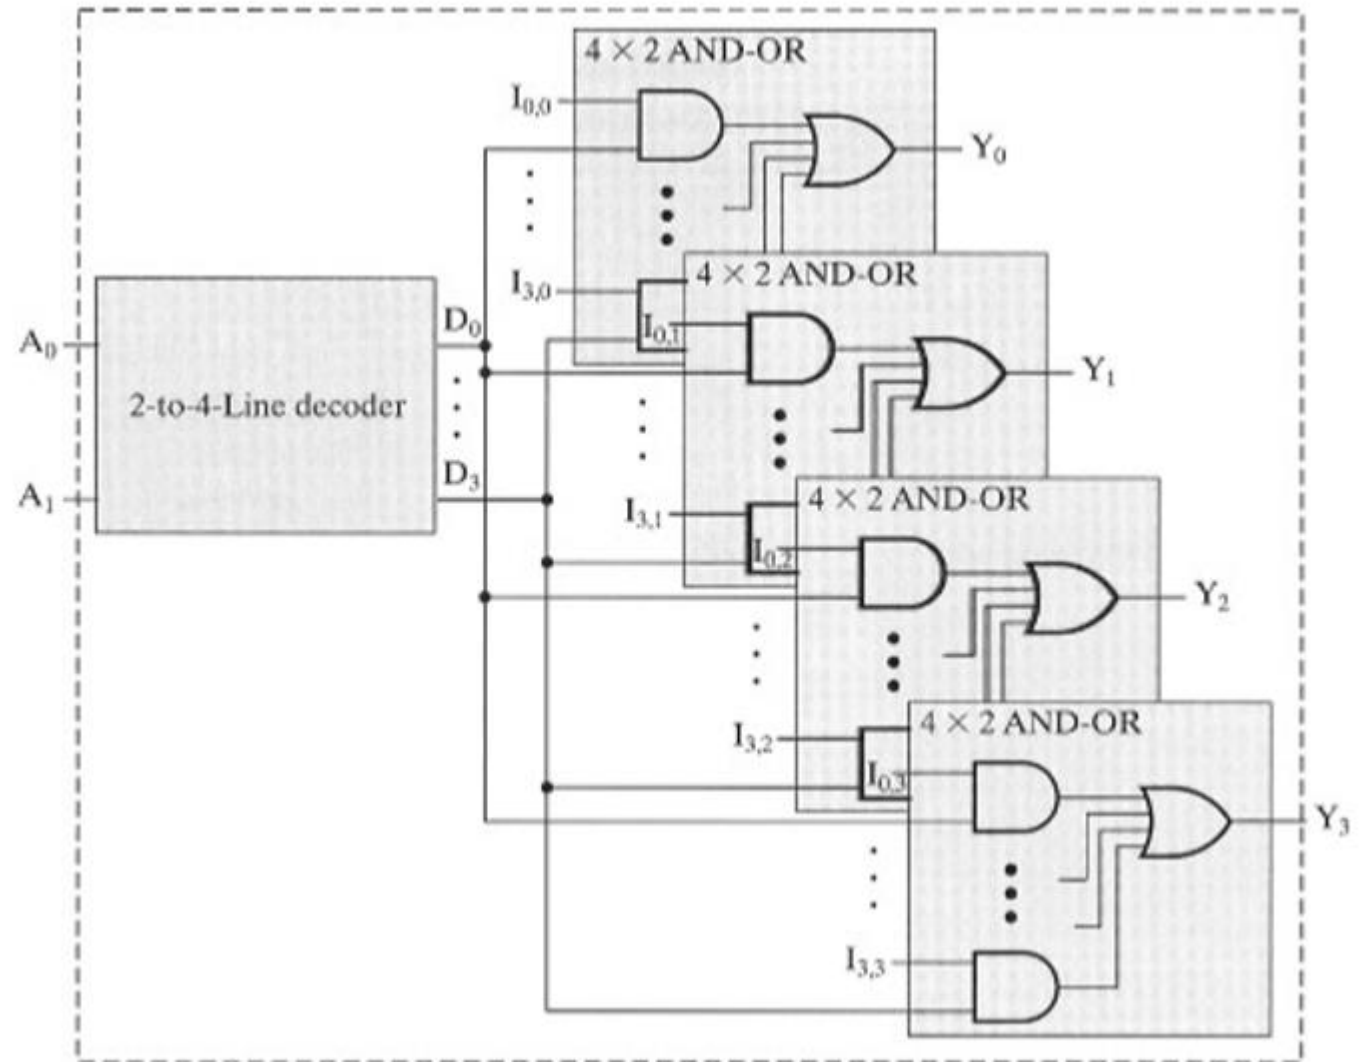 4 × 2 AND-OR
I₀,₀
Y₀
4 × 2 AND-OR
I₃,₀
D₀
I₀,₁
A₀
Y₁
2-to-4-Line decoder
D₃
A₁
4 × 2 AND-OR
I₃,₁
I₀,₂
Y₂
4 × 2 AND-OR
I₃,₂
I₀,₃
Y₃
I₃,₃